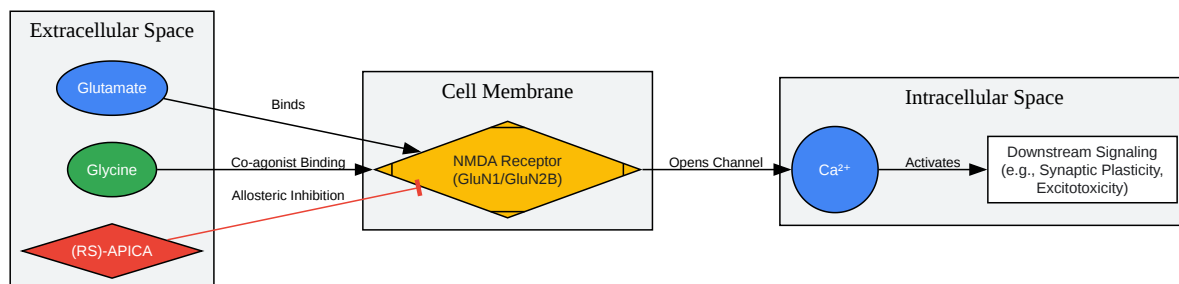 Extracellular Space
Glutamate
Glycine
(RS)-APICA
Binds
Co-agonist Binding
Allosteric Inhibition
Cell Membrane
NMDA Receptor
(GluN1/GluN2B)
Opens Channel
Intracellular Space
Ca²⁺
Activates
Downstream Signaling
(e.g., Synaptic Plasticity,
Excitotoxicity)